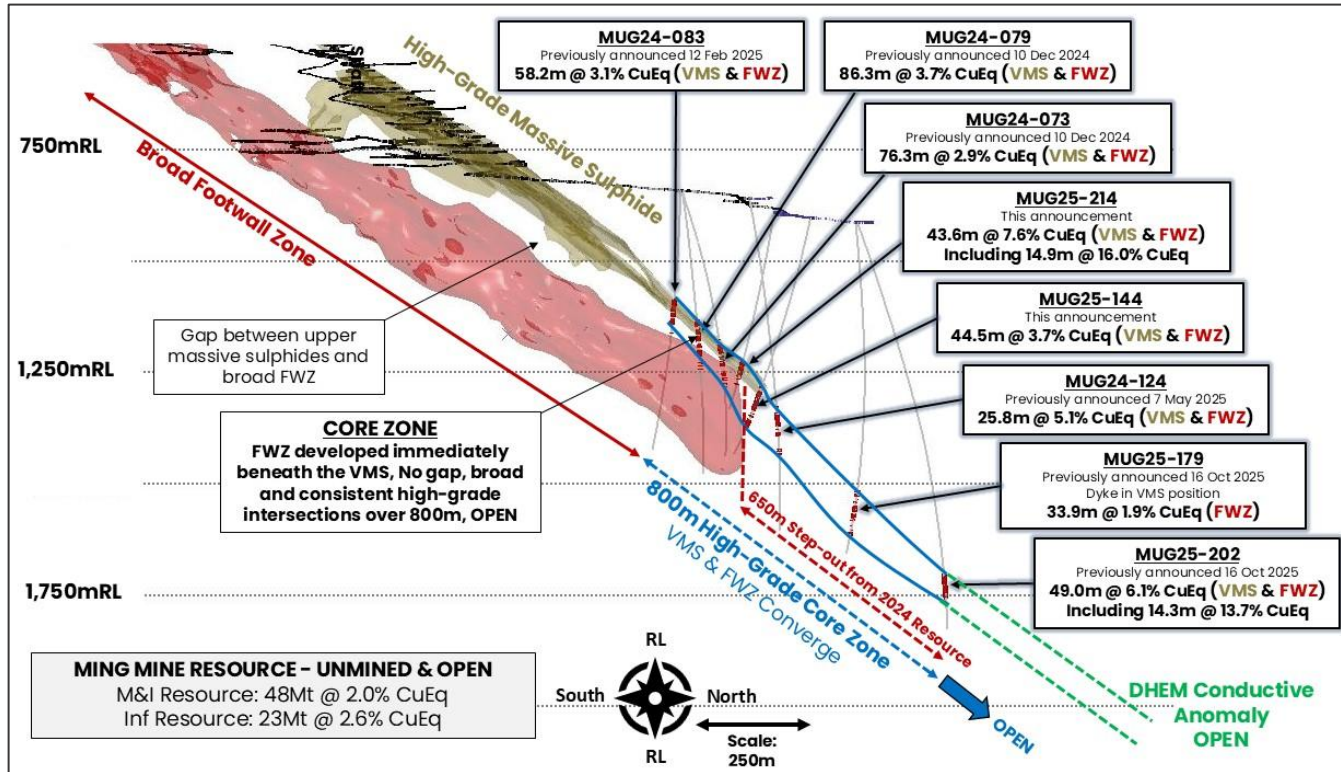 MUG24-083
Previously announced 12 Feb 2025
58.2m @ 3.1% CuEq (VMS & FWZ)
MUG24-079
Previously announced 10 Dec 2024
86.3m @ 3.7% CuEq (VMS & FWZ)
MUG24-073
Previously announced 10 Dec 2024
76.3m @ 2.9% CuEq (VMS & FWZ)
MUG25-214
This announcement
43.6m @ 7.6% CuEq (VMS & FWZ)
Including 14.9m @ 16.0% CuEq
MUG25-144
This announcement
44.5m @ 3.7% CuEq (VMS & FWZ)
MUG24-124
Previously announced 7 May 2025
25.8m @ 5.1% CuEq (VMS & FWZ)
MUG25-179
Previously announced 16 Oct 2025
Dyke in VMS position
33.9m @ 1.9% CuEq (FWZ)
MUG25-202
Previously announced 16 Oct 2025
49.0m @ 6.1% CuEq (VMS & FWZ)
Including 14.3m @ 13.7% CuEq
High-Grade Massive Sulphide
Broad Footwall Zone
750mRL
1,250mRL
1,750mRL
Gap between upper
massive sulphides and
broad FWZ
CORE ZONE
FWZ developed immediately
beneath the VMS, No gap, broad
and consistent high-grade
intersections over 800m, OPEN
800m High-Grade Core Zone
VMS & FWZ Converge
650m Step-out from 2024 Resource
OPEN
DHEM Conductive
Anomaly
OPEN
MING MINE RESOURCE - UNMINED & OPEN
M&I Resource: 48Mt @ 2.0% CuEq
Inf Resource: 23Mt @ 2.6% CuEq
RL
South
North
RL
Scale:
250m